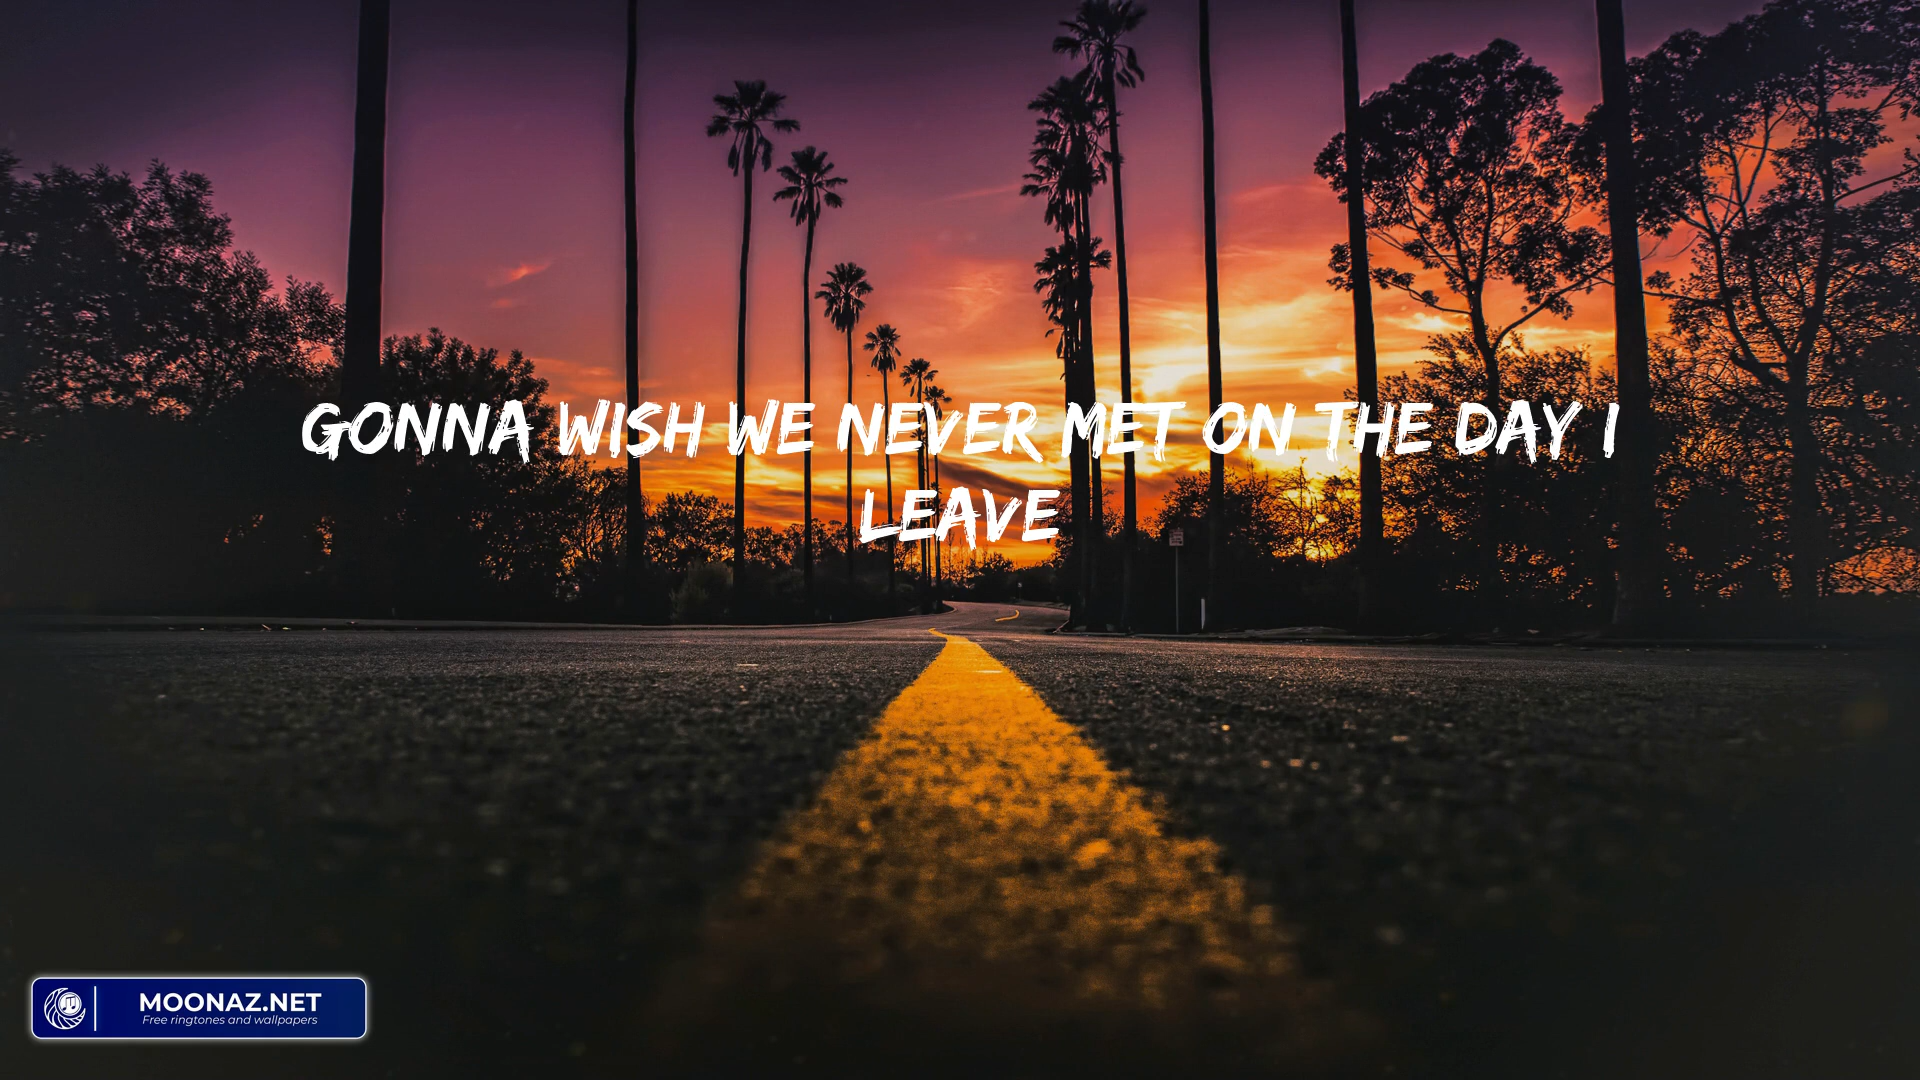 GONNA WISH WE NEVER MET ON THE DAY I
LEAVE
MOONAZ.NET
Free ringtones and wallpapers